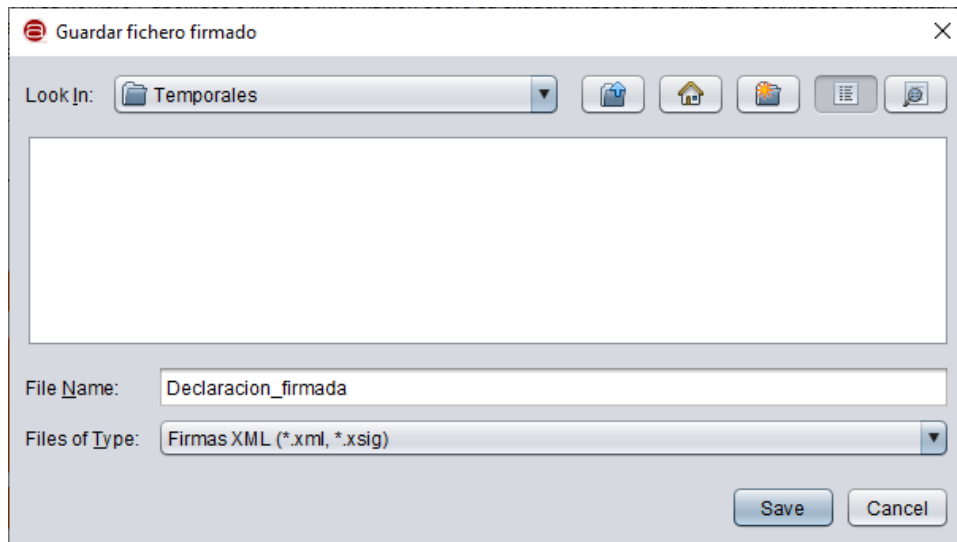 Guardar fichero firmado
Look In: Temporales
File Name: Declaracion_firmada
Files of Type: Firmas XML (*.xml, *.xsig)
Save Cancel